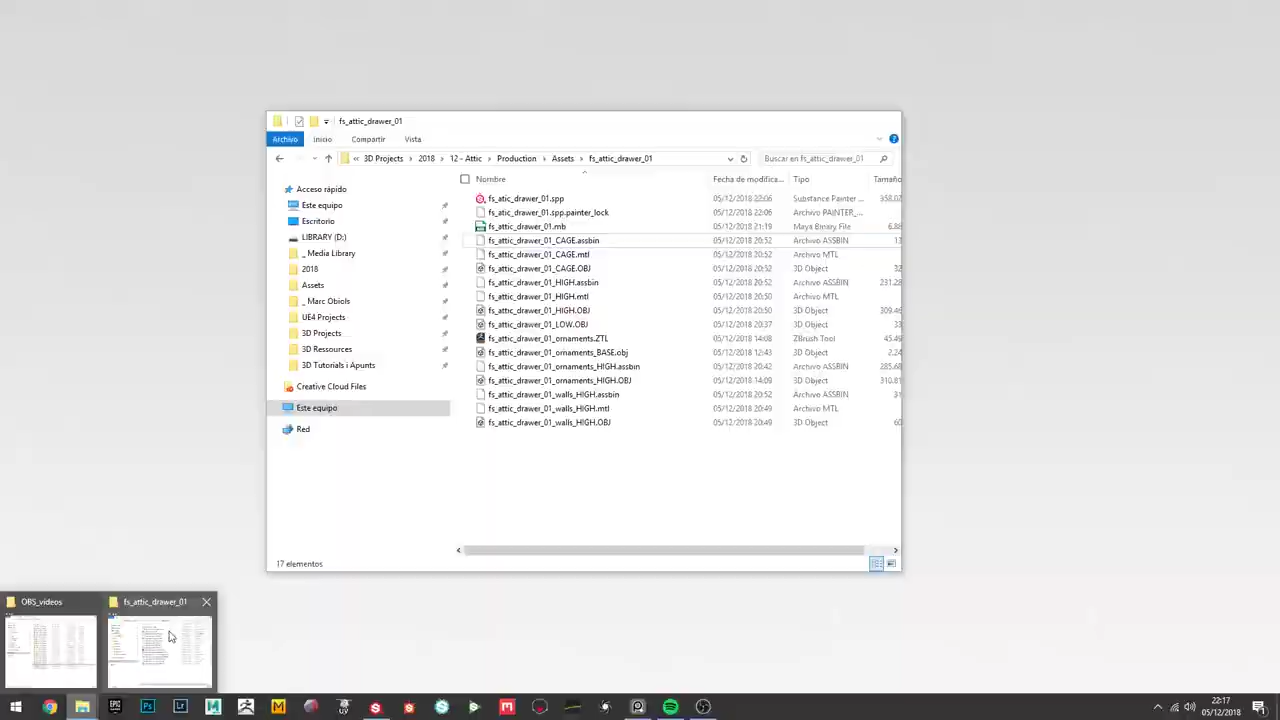 fs_attic_drawer_01
Archivo Inicio Compartir Vista
« 3D Projects › 2018 › 12 - Attic › Production › Assets › fs_attic_drawer_01 Buscar en fs_attic_drawer_01
Nombre Fecha de modifica... Tipo Tamaño
Acceso rápido
Este equipo
Escritorio
LIBRARY (D:)
_ Media Library
2018
Assets
_ Marc Obiols
UE4 Projects
3D Projects
3D Ressources
3D Tutorials i Apunts
Creative Cloud Files
Este equipo
Red
fs_atic_drawer_01.spp 05/12/2018 22:06 Substance Painter ... 358.02
fs_atic_drawer_01.spp.painter_lock 05/12/2018 22:06 Archivo PAINTER_...
fs_attic_drawer_01.mb 05/12/2018 21:19 Maya Binary File 6.88
fs_attic_drawer_01_CAGE.assbin 05/12/2018 20:52 Archivo ASSBIN 13
fs_attic_drawer_01_CAGE.mtl 05/12/2018 20:52 Archivo MTL
fs_attic_drawer_01_CAGE.OBJ 05/12/2018 20:52 3D Object 32
fs_attic_drawer_01_HIGH.assbin 05/12/2018 20:52 Archivo ASSBIN 231.28
fs_attic_drawer_01_HIGH.mtl 05/12/2018 20:50 Archivo MTL
fs_attic_drawer_01_HIGH.OBJ 05/12/2018 20:50 3D Object 309.46
fs_attic_drawer_01_LOW.OBJ 05/12/2018 20:37 3D Object 33
fs_attic_drawer_01_ornaments.ZTL 05/12/2018 14:08 ZBrush Tool 45.49
fs_attic_drawer_01_ornaments_BASE.obj 05/12/2018 12:43 3D Object 2.24
fs_attic_drawer_01_ornaments_HIGH.assbin 05/12/2018 20:42 Archivo ASSBIN 285.68
fs_attic_drawer_01_ornaments_HIGH.OBJ 05/12/2018 14:09 3D Object 310.81
fs_attic_drawer_01_walls_HIGH.assbin 05/12/2018 20:52 Archivo ASSBIN 31
fs_attic_drawer_01_walls_HIGH.mtl 05/12/2018 20:49 Archivo MTL
fs_attic_drawer_01_walls_HIGH.OBJ 05/12/2018 20:49 3D Object 60
17 elementos
OBS_videos fs_attic_drawer_01
EPIC Ps Lr M UV
22:17
05/12/2018